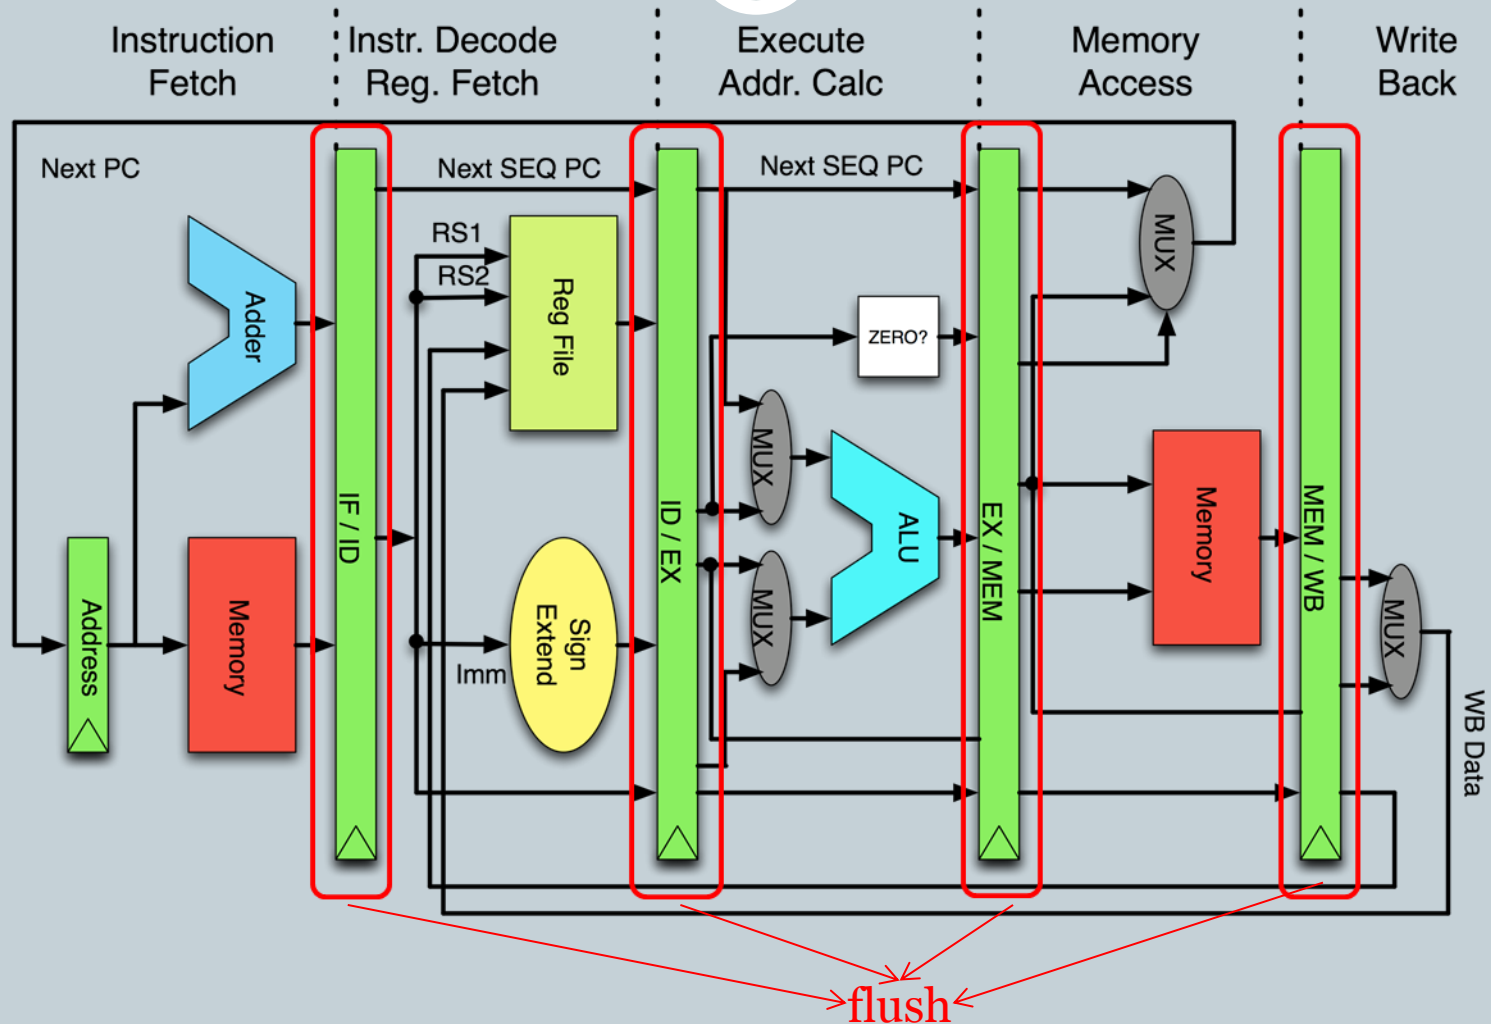 Instruction
Fetch
Instr. Decode
Reg. Fetch
Execute
Addr. Calc
Memory
Access
Write
Back
Next PC
Next SEQ PC
Next SEQ PC
RS1
RS2
MUX
Adder
Reg File
ZERO?
MUX
IF / ID
ID / EX
ALU
EX / MEM
Memory
MEM / WB
Address
Memory
Sign
Extend
Imm
MUX
MUX
WB Data
flush